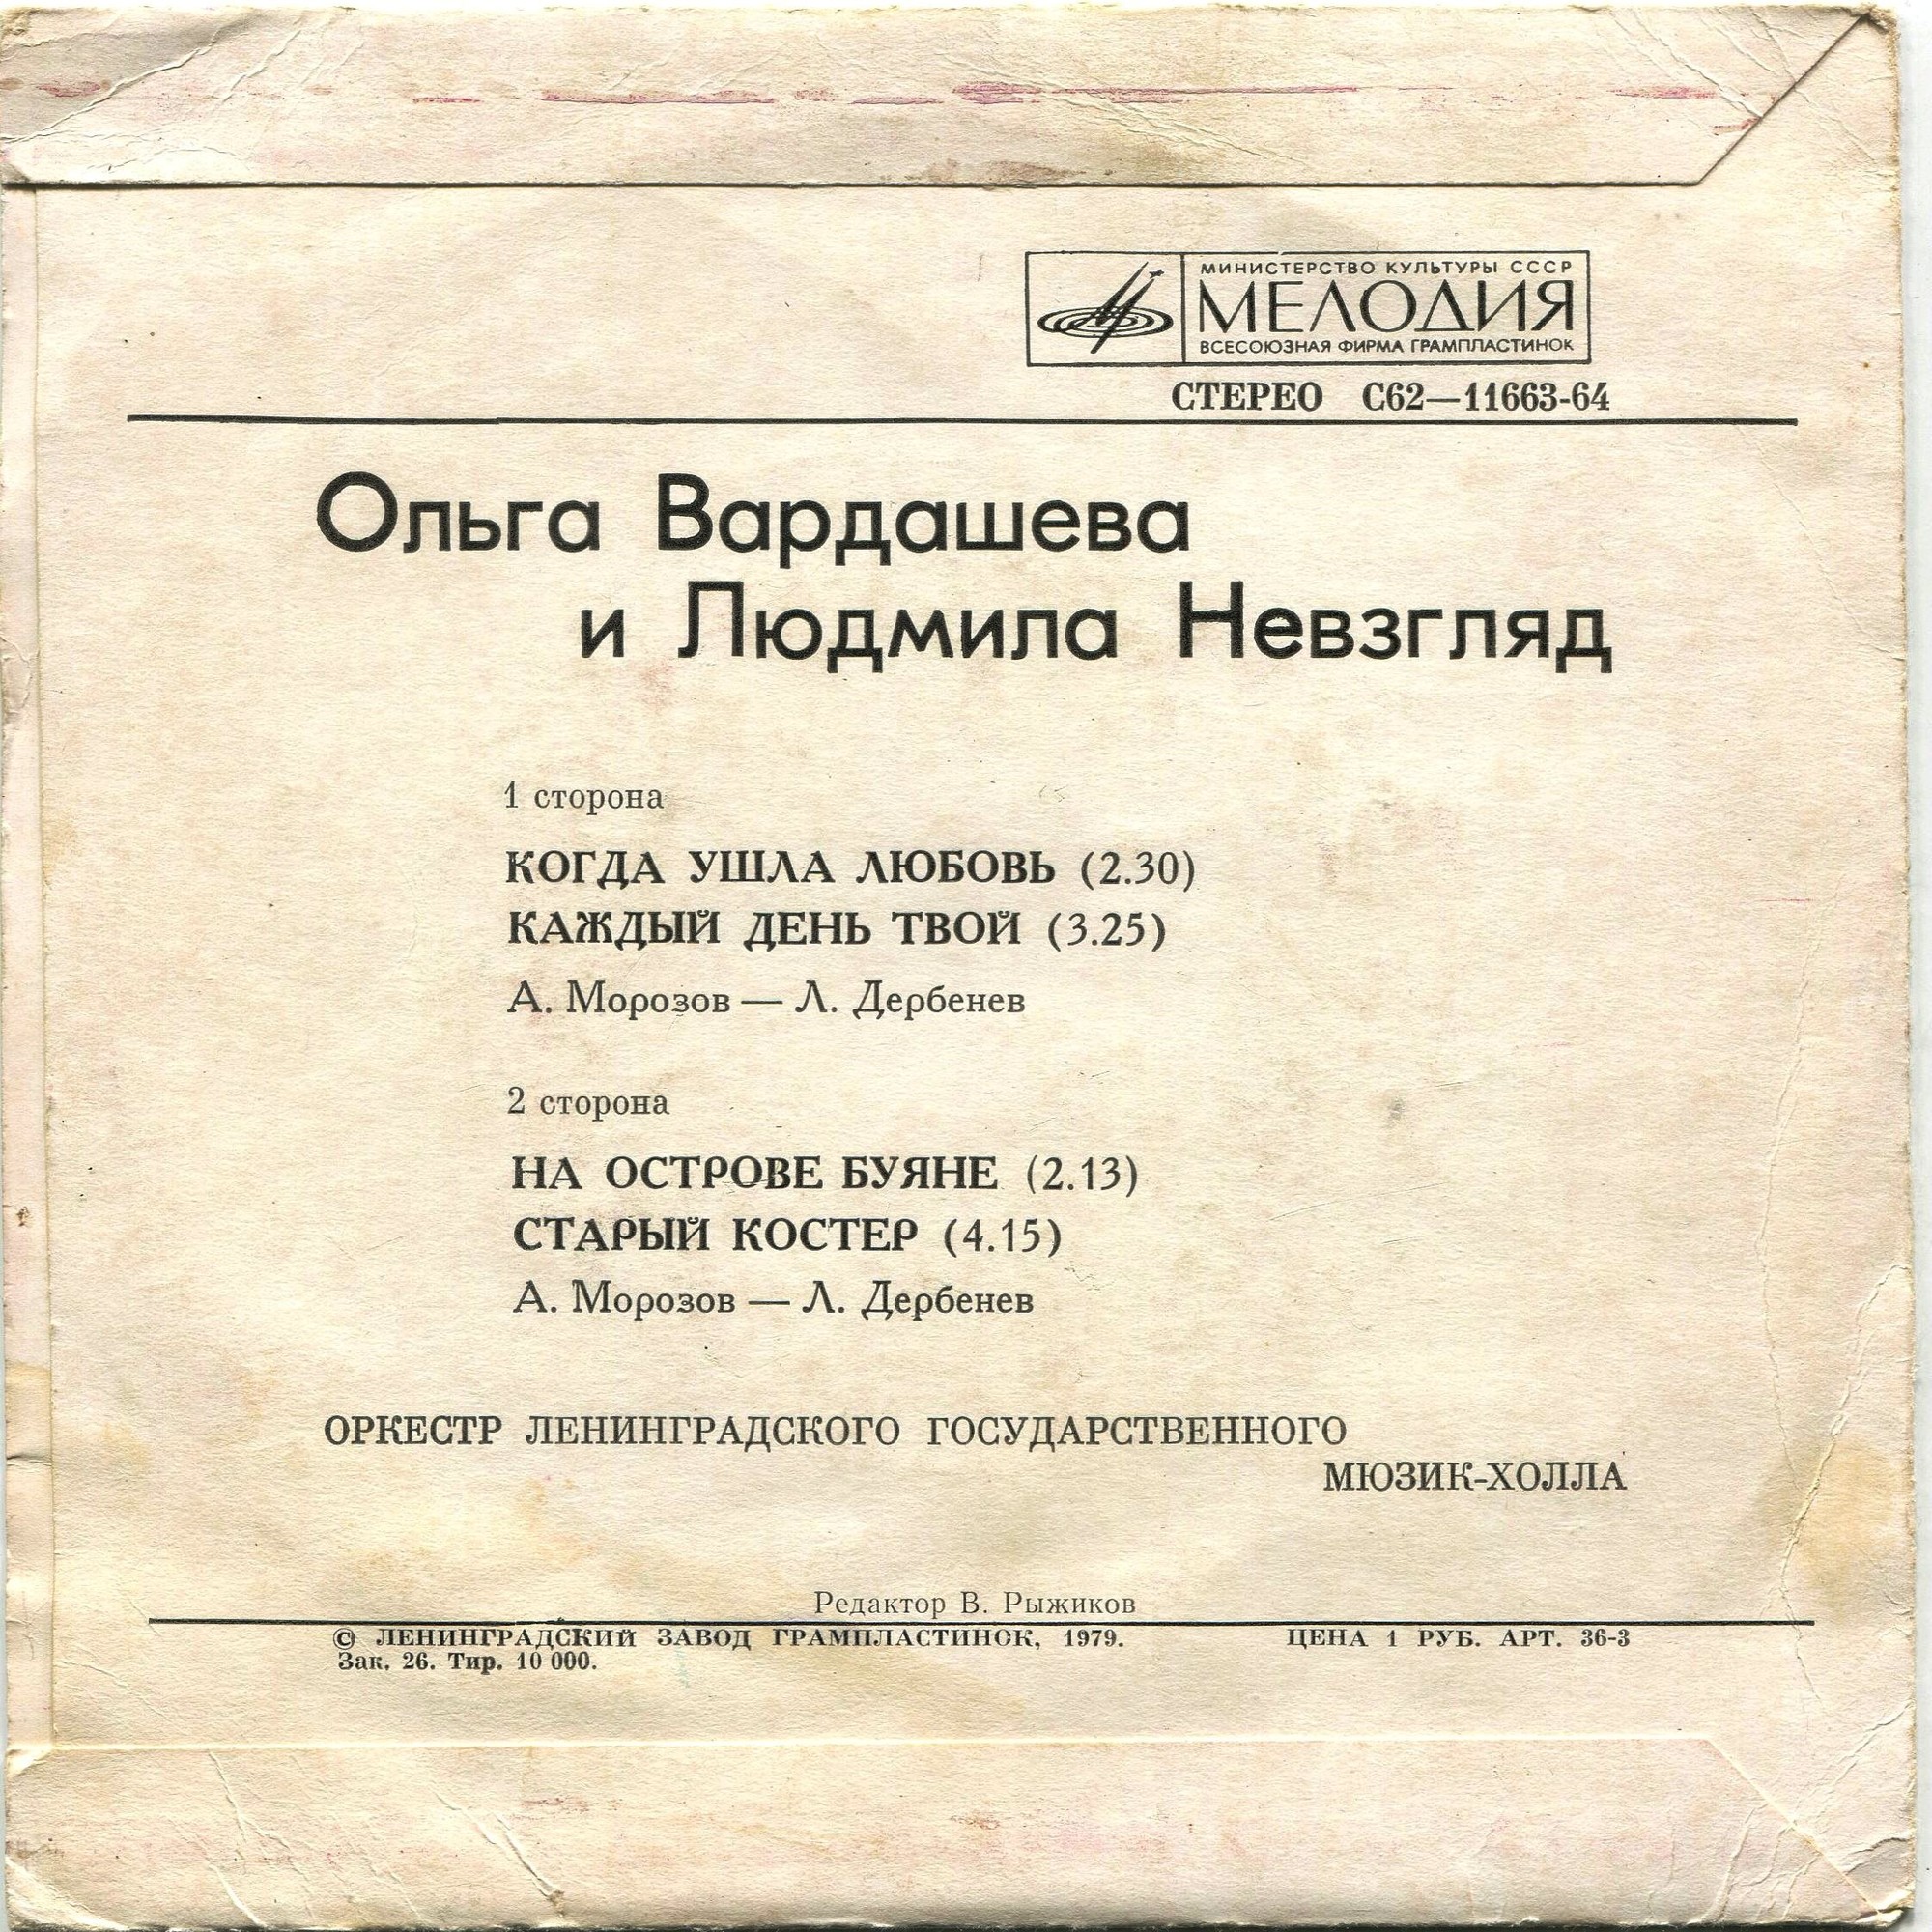 МИНИСТЕРСТВО КУЛЬТУРЫ СССР
МЕЛОДИЯ
ВСЕСОЮЗНАЯ ФИРМА ГРАМПЛАСТИНОК
СТЕРЕО С62—11663-64
Ольга Вардашева
и Людмила Невзгляд
1 сторона
КОГДА УШЛА ЛЮБОВЬ (2.30)
КАЖДЫЙ ДЕНЬ ТВОЙ (3.25)
А. Морозов — Л. Дербенев
2 сторона
НА ОСТРОВЕ БУЯНЕ (2.13)
СТАРЫЙ КОСТЕР (4.15)
А. Морозов — Л. Дербенев
ОРКЕСТР ЛЕНИНГРАДСКОГО ГОСУДАРСТВЕННОГО
МЮЗИК-ХОЛЛА
Редактор В. Рыжиков
© ЛЕНИНГРАДСКИЙ ЗАВОД ГРАМПЛАСТИНОК, 1979. ЦЕНА 1 РУБ. АРТ. 36-3
Зак. 26. Тир. 10 000.